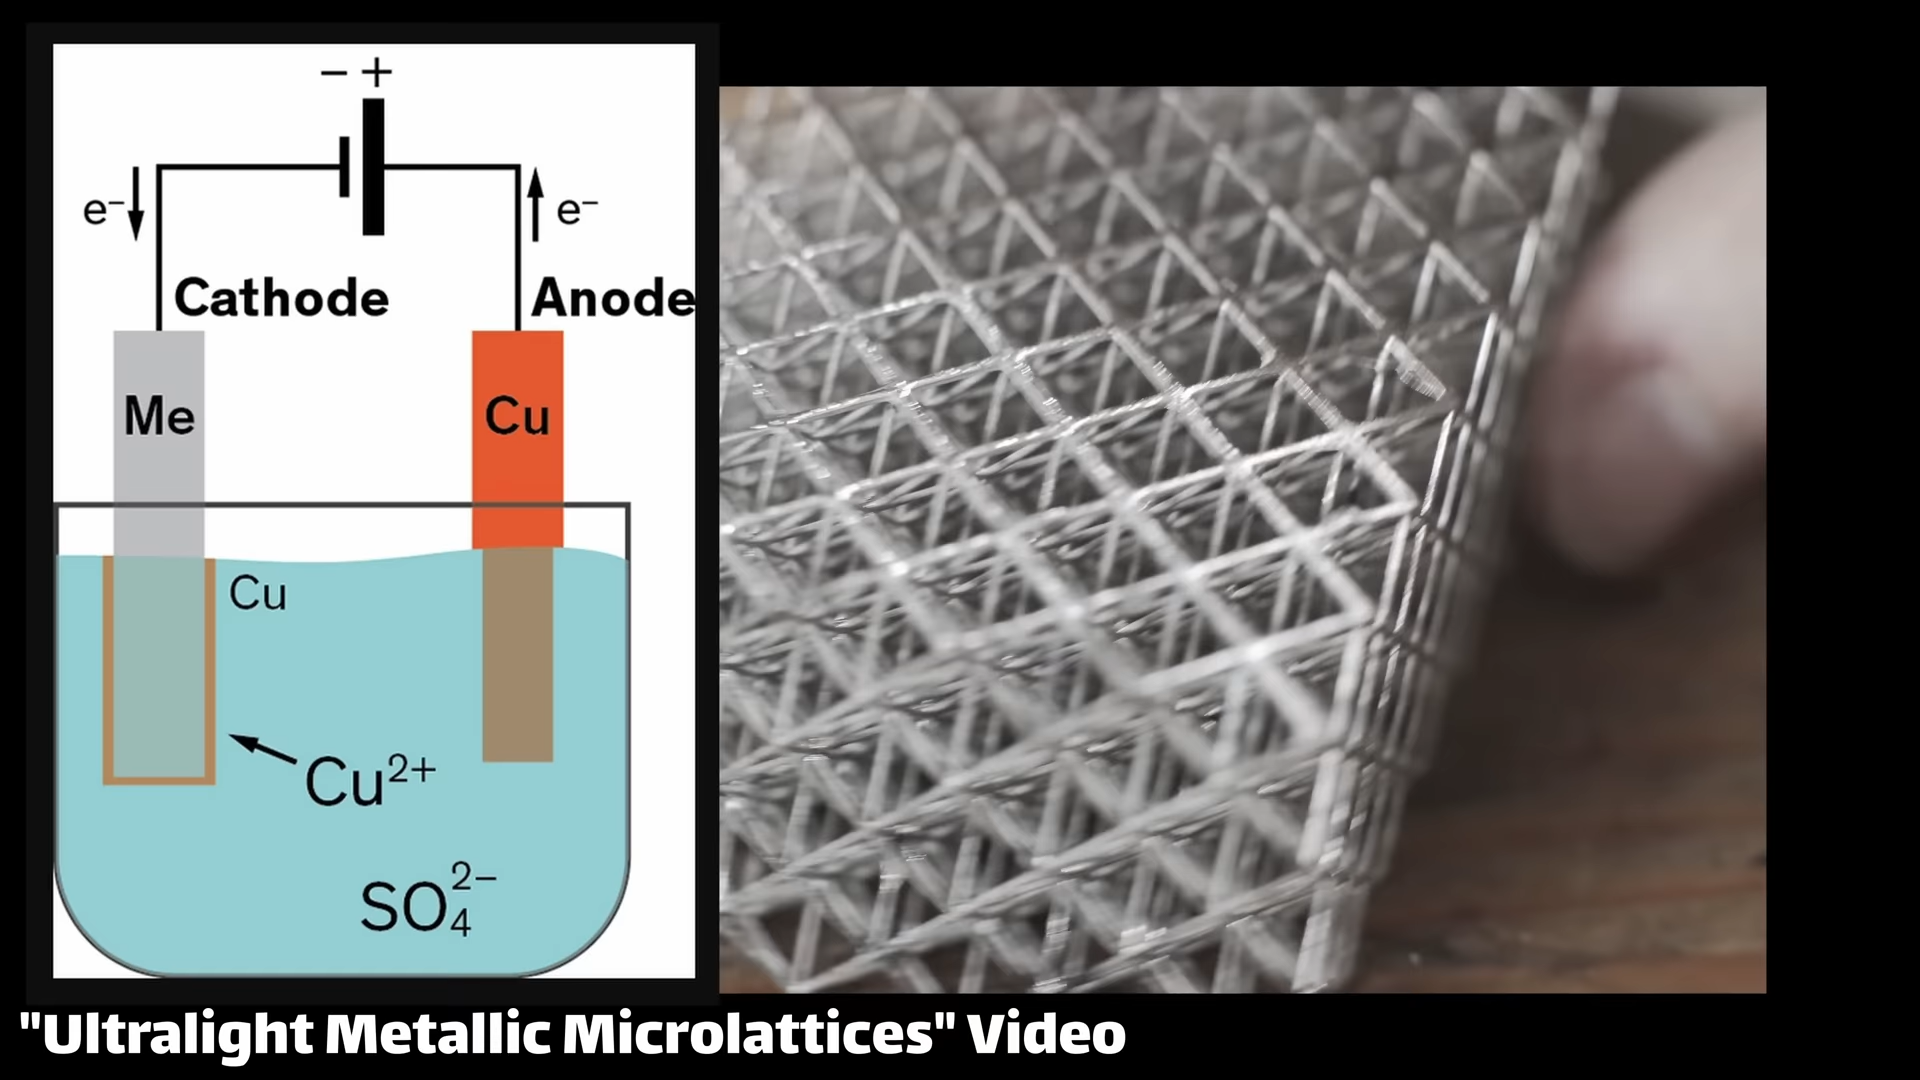 − +
e⁻ e⁻
Cathode Anode
Me Cu
Cu
Cu²⁺
SO₄²⁻
"Ultralight Metallic Microlattices" Video